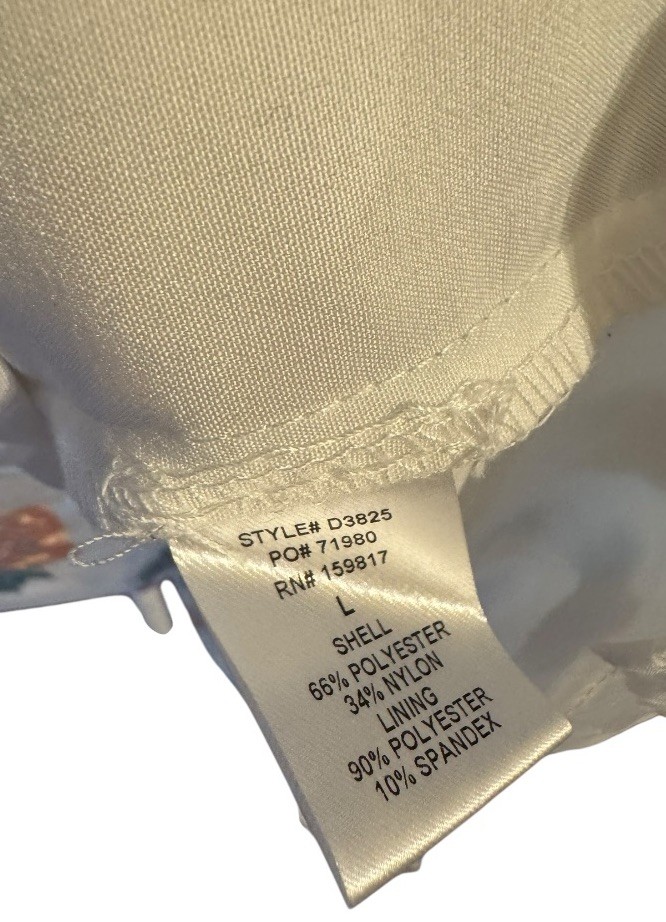 STYLE# D3825
PO# 71980
RN# 159817
L
SHELL
66% POLYESTER
34% NYLON
LINING
90% POLYESTER
10% SPANDEX